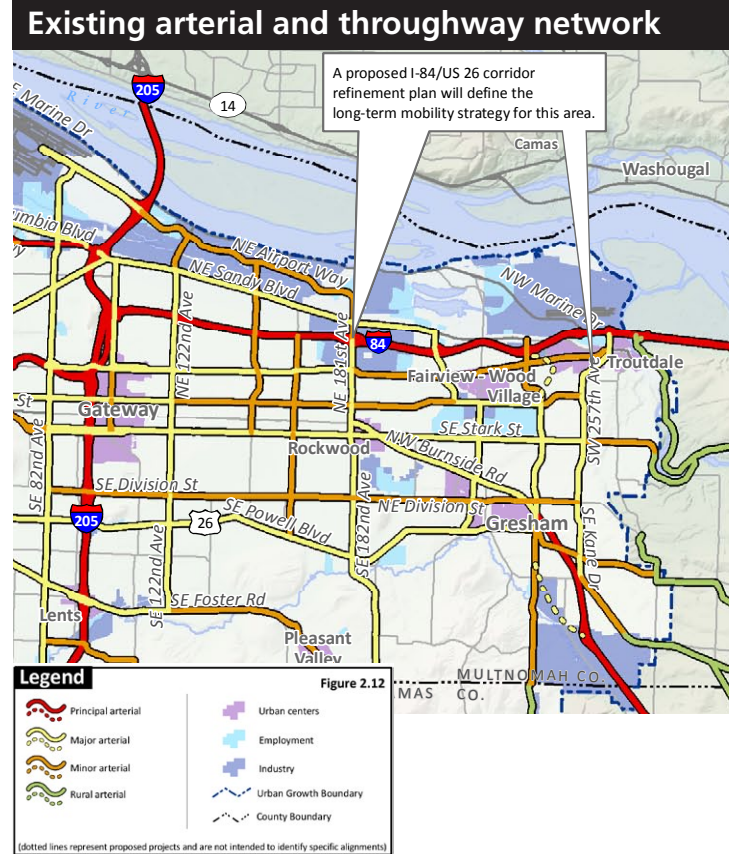 Existing arterial and throughway network
A proposed I-84/US 26 corridor
refinement plan will define the
long-term mobility strategy for this area.
205
14
E Marine Dr
River
Camas
Washougal
umbia Blvd
NE Airport Way
NE Sandy Blvd
NW Marine Dr
NE 122nd Ave
NE 181st Ave
84
Fairview - Wood
Village
Troutdale
SW 257th Ave
St
Gateway
SE 82nd Ave
Rockwood
SE Stark St
NW Burnside Rd
SE Division St
NE Division St
205
26
SE Powell Blvd
SE 182nd Ave
Gresham
SE Kane Dr
SE 122nd Ave
SE Foster Rd
Lents
Pleasant
Valley
MULTNOMAH CO.
MAS CO.
Legend
Figure 2.12
Principal arterial
Major arterial
Minor arterial
Rural arterial
Urban centers
Employment
Industry
Urban Growth Boundary
County Boundary
(dotted lines represent proposed projects and are not intended to identify specific alignments)